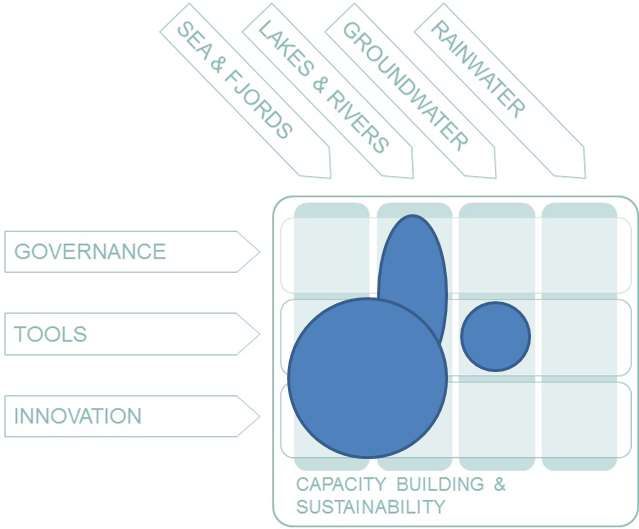 SEA & FJORDS
LAKES & RIVERS
GROUNDWATER
RAINWATER
GOVERNANCE
TOOLS
INNOVATION
CAPACITY BUILDING &
SUSTAINABILITY